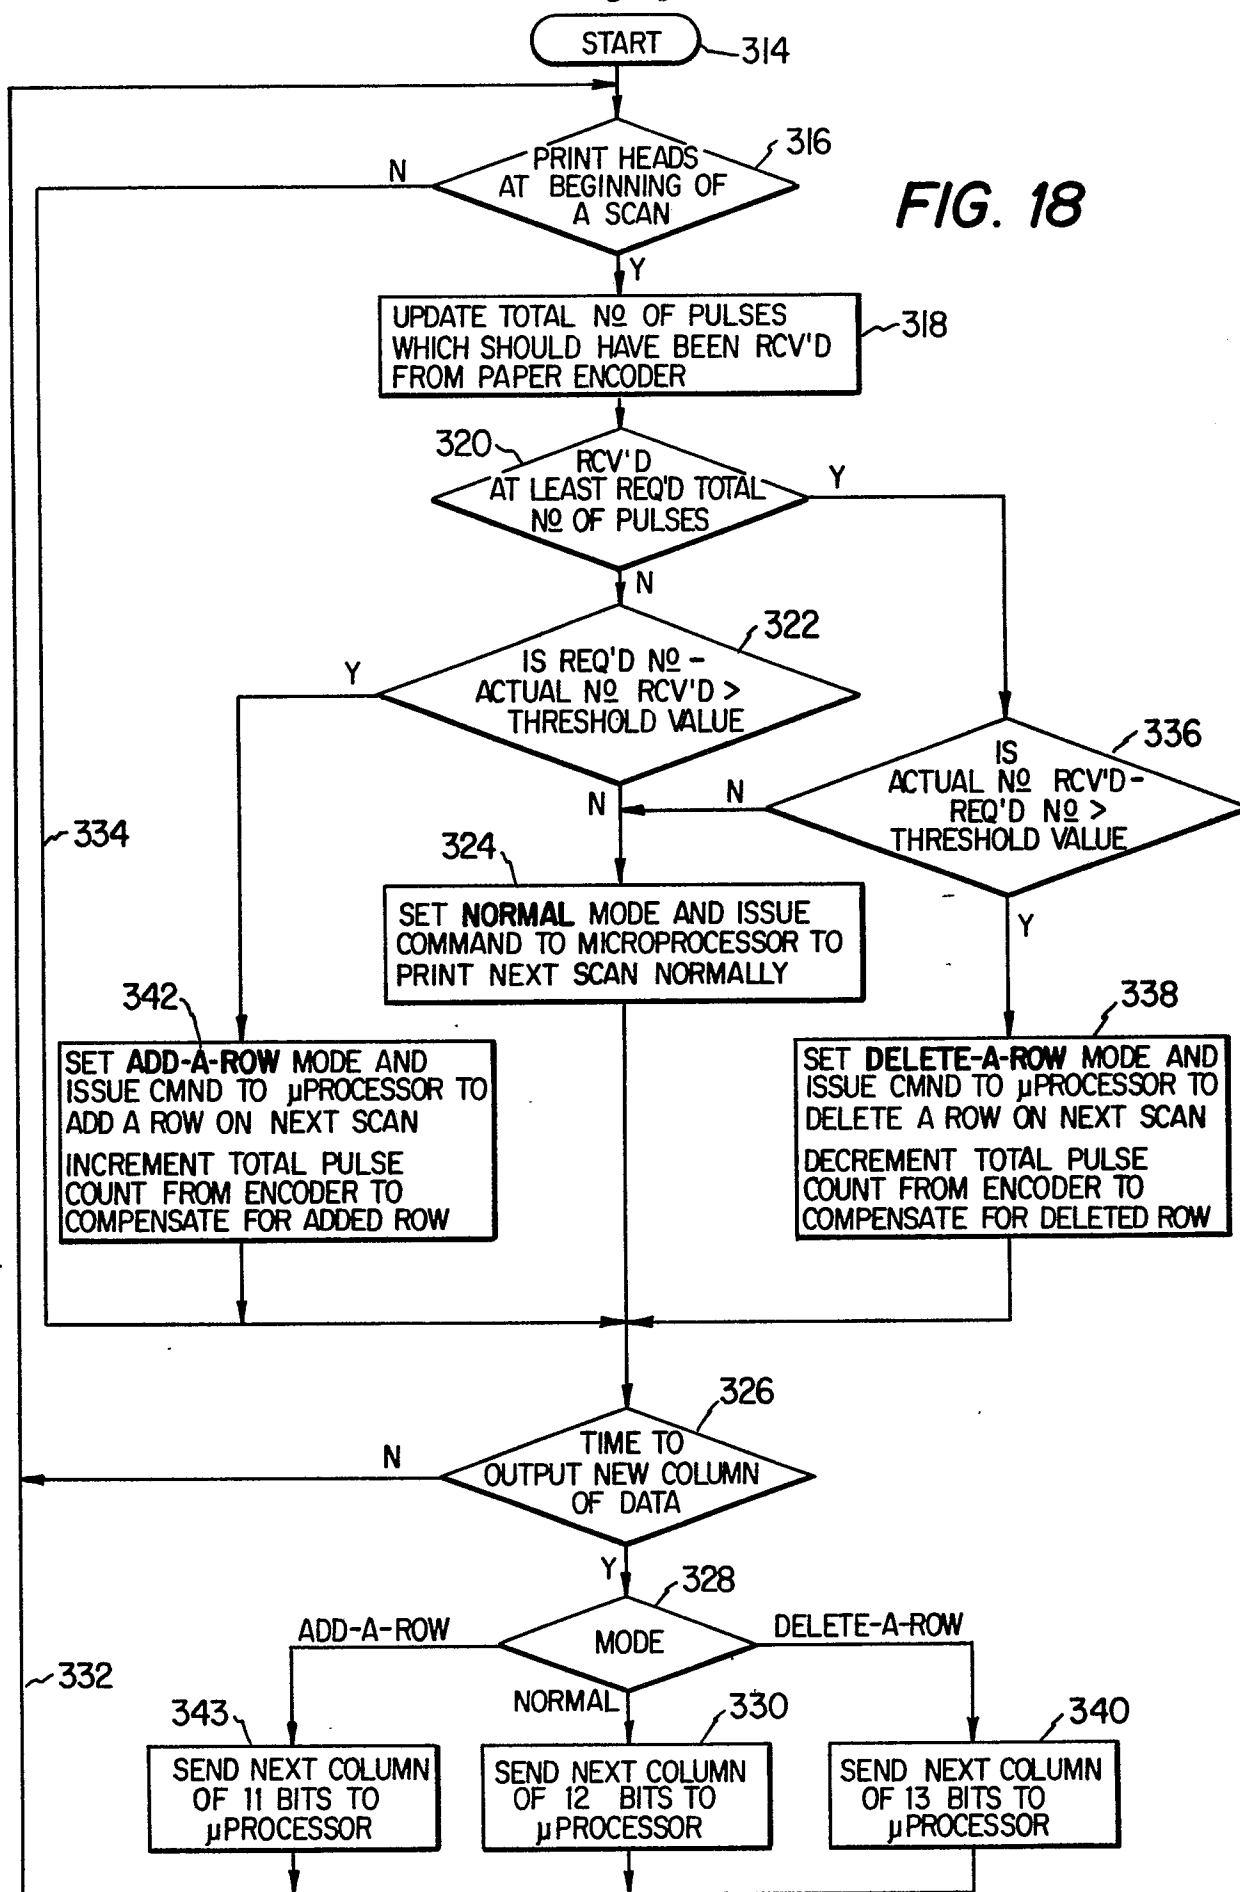 START
314
316
PRINT HEADS
AT BEGINNING OF
A SCAN
N
FIG. 18
Y
UPDATE TOTAL Nº OF PULSES
WHICH SHOULD HAVE BEEN RCV'D
FROM PAPER ENCODER
318
320
RCV'D
AT LEAST REQ'D TOTAL
Nº OF PULSES
Y
N
322
IS REQ'D Nº -
ACTUAL Nº RCV'D >
THRESHOLD VALUE
Y
N
336
IS
ACTUAL Nº RCV'D -
REQ'D Nº >
THRESHOLD VALUE
N
Y
334
324
SET NORMAL MODE AND ISSUE
COMMAND TO MICROPROCESSOR TO
PRINT NEXT SCAN NORMALLY
342
SET ADD-A-ROW MODE AND
ISSUE CMND TO μPROCESSOR TO
ADD A ROW ON NEXT SCAN
INCREMENT TOTAL PULSE
COUNT FROM ENCODER TO
COMPENSATE FOR ADDED ROW
338
SET DELETE-A-ROW MODE AND
ISSUE CMND TO μPROCESSOR TO
DELETE A ROW ON NEXT SCAN
DECREMENT TOTAL PULSE
COUNT FROM ENCODER TO
COMPENSATE FOR DELETED ROW
326
TIME TO
OUTPUT NEW COLUMN
OF DATA
N
Y
328
MODE
ADD-A-ROW
DELETE-A-ROW
NORMAL
332
343
SEND NEXT COLUMN
OF 11 BITS TO
μPROCESSOR
330
SEND NEXT COLUMN
OF 12 BITS TO
μPROCESSOR
340
SEND NEXT COLUMN
OF 13 BITS TO
μPROCESSOR